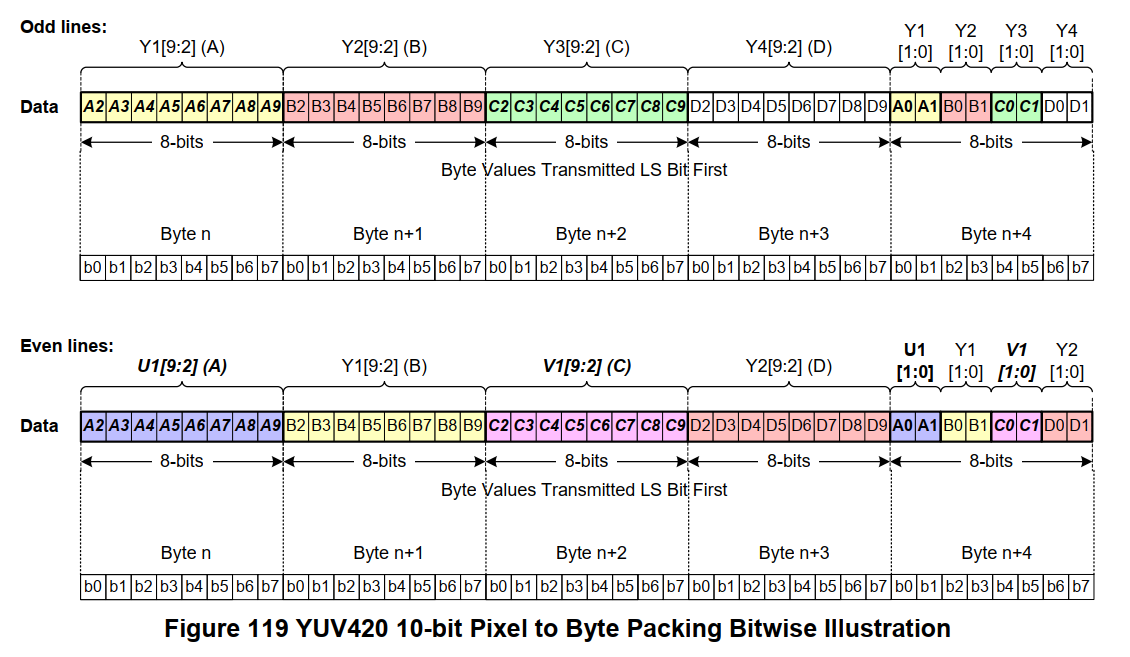 Odd lines:
Y1[9:2] (A) Y2[9:2] (B) Y3[9:2] (C) Y4[9:2] (D) Y1 [1:0] Y2 [1:0] Y3 [1:0] Y4 [1:0]
Data A2 A3 A4 A5 A6 A7 A8 A9 B2 B3 B4 B5 B6 B7 B8 B9 C2 C3 C4 C5 C6 C7 C8 C9 D2 D3 D4 D5 D6 D7 D8 D9 A0 A1 B0 B1 C0 C1 D0 D1
8-bits 8-bits 8-bits 8-bits 8-bits
Byte Values Transmitted LS Bit First
Byte n Byte n+1 Byte n+2 Byte n+3 Byte n+4
b0 b1 b2 b3 b4 b5 b6 b7 b0 b1 b2 b3 b4 b5 b6 b7 b0 b1 b2 b3 b4 b5 b6 b7 b0 b1 b2 b3 b4 b5 b6 b7 b0 b1 b2 b3 b4 b5 b6 b7
Even lines:
U1[9:2] (A) Y1[9:2] (B) V1[9:2] (C) Y2[9:2] (D) U1 [1:0] Y1 [1:0] V1 [1:0] Y2 [1:0]
Data A2 A3 A4 A5 A6 A7 A8 A9 B2 B3 B4 B5 B6 B7 B8 B9 C2 C3 C4 C5 C6 C7 C8 C9 D2 D3 D4 D5 D6 D7 D8 D9 A0 A1 B0 B1 C0 C1 D0 D1
8-bits 8-bits 8-bits 8-bits 8-bits
Byte Values Transmitted LS Bit First
Byte n Byte n+1 Byte n+2 Byte n+3 Byte n+4
b0 b1 b2 b3 b4 b5 b6 b7 b0 b1 b2 b3 b4 b5 b6 b7 b0 b1 b2 b3 b4 b5 b6 b7 b0 b1 b2 b3 b4 b5 b6 b7 b0 b1 b2 b3 b4 b5 b6 b7
Figure 119 YUV420 10-bit Pixel to Byte Packing Bitwise Illustration